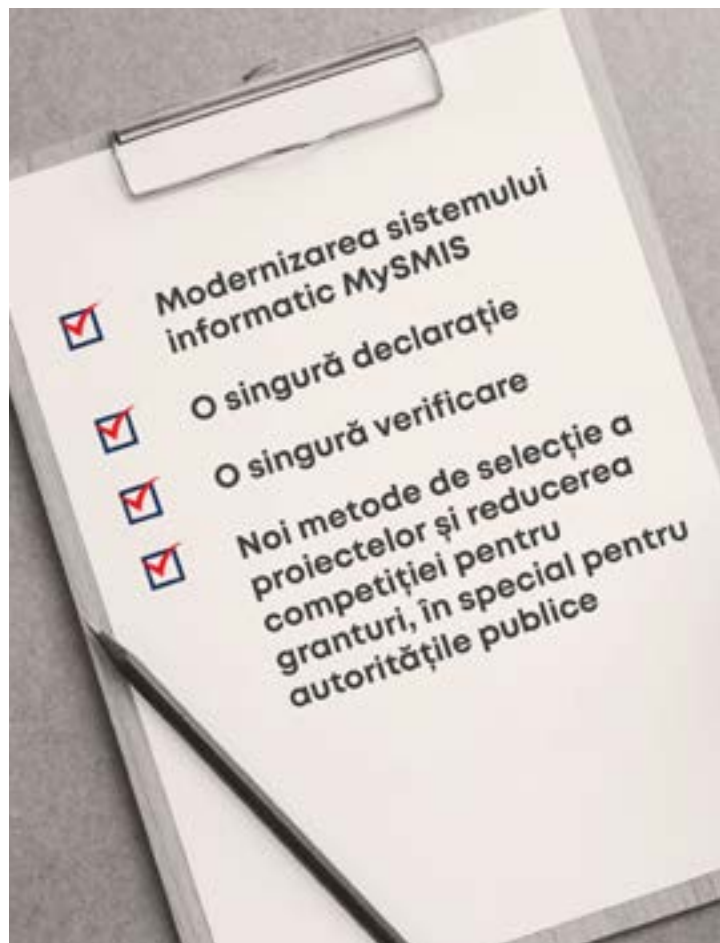 Modernizarea sistemului
informatic MySMIS
O singură declarație
O singură verificare
Noi metode de selecție a
proiectelor și reducerea
competiției pentru
granturi, în special pentru
autoritățile publice